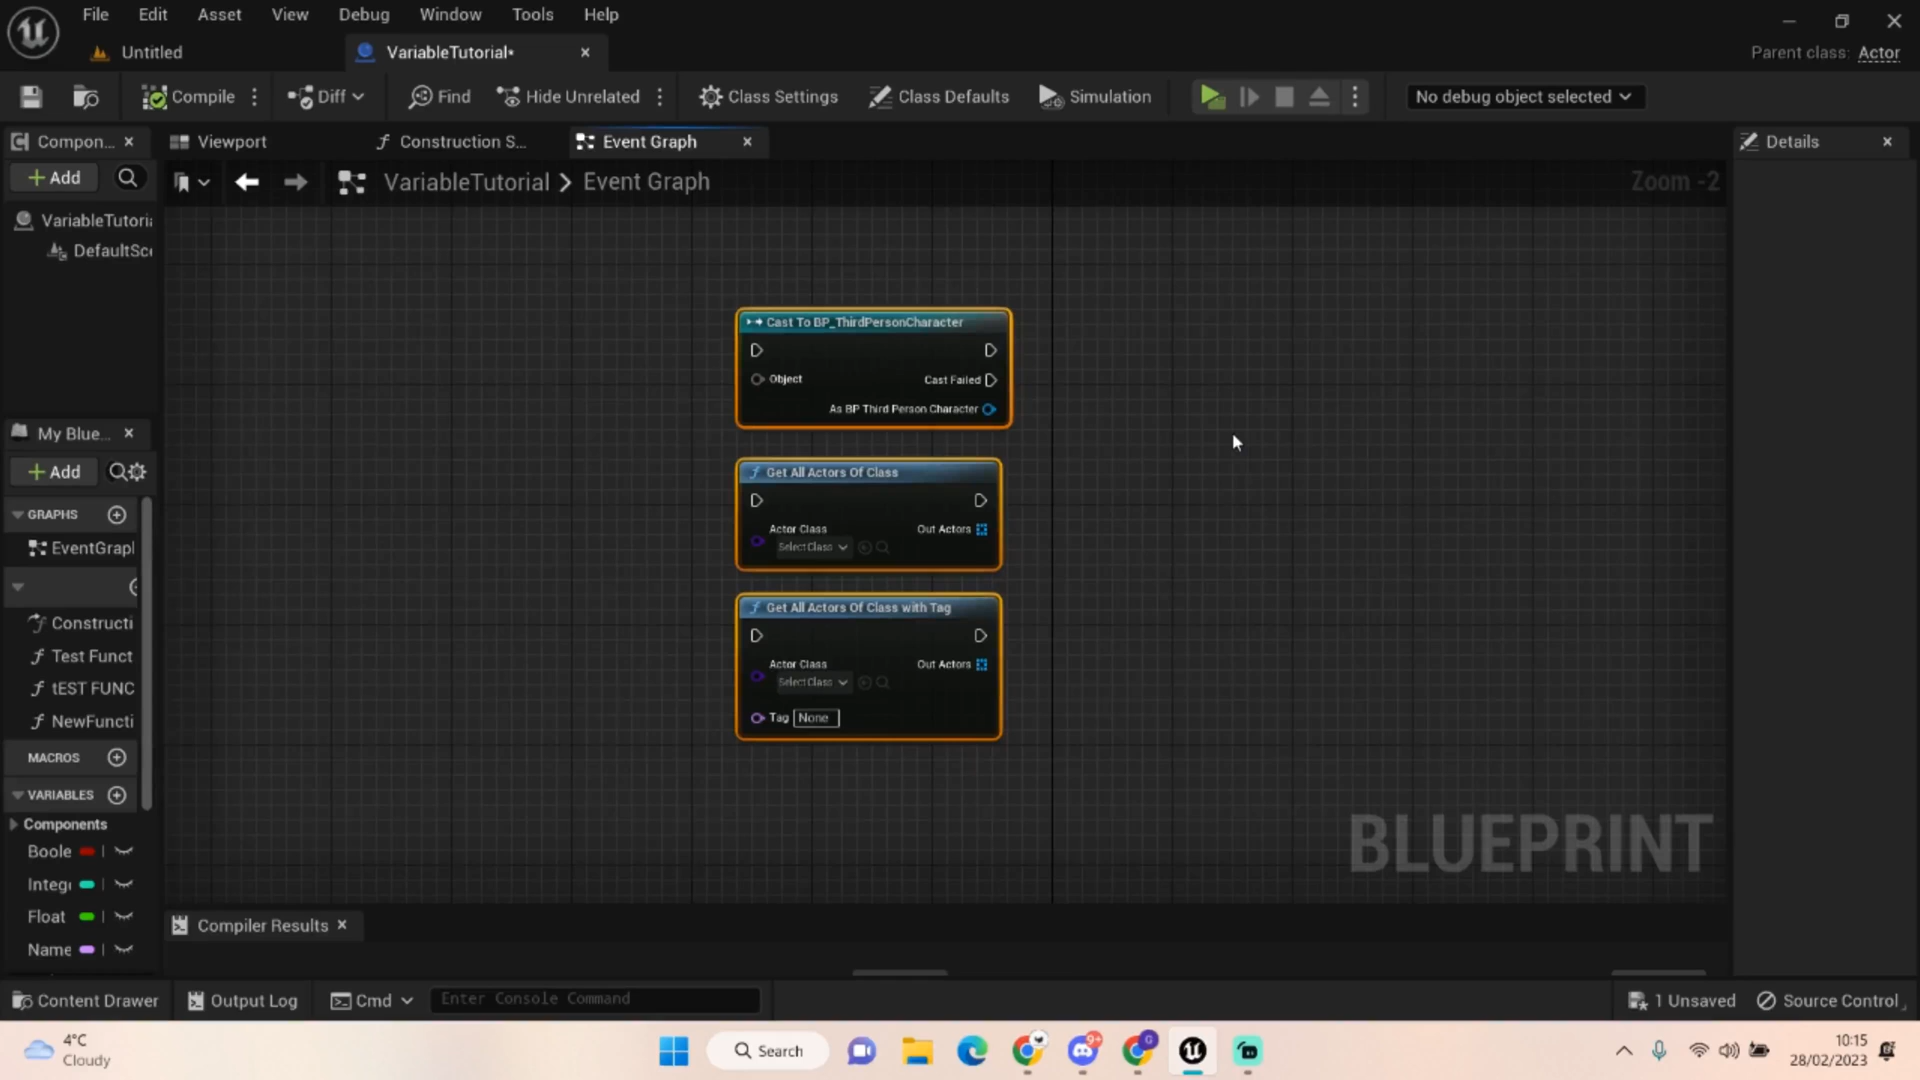 File Edit Asset View Debug Window Tools Help
Untitled
VariableTutorial*
Parent class: Actor
Compile
Diff
Find
Hide Unrelated
Class Settings
Class Defaults
Simulation
No debug object selected
Compon...
Viewport
Construction S...
Event Graph
Details
Add
VariableTutorial > Event Graph
Zoom -2
VariableTutoria
DefaultSce
Cast To BP_ThirdPersonCharacter
Object
Cast Failed
As BP Third Person Character
My Blue...
Add
GRAPHS
EventGraph
Constructi
Test Funct
tEST FUNC
NewFuncti
MACROS
VARIABLES
Components
Boole
Intege
Float
Name
Get All Actors Of Class
Actor Class
Out Actors
Select Class
Get All Actors Of Class with Tag
Actor Class
Out Actors
Select Class
Tag None
BLUEPRINT
Compiler Results
Content Drawer
Output Log
Cmd
Enter Console Command
1 Unsaved
Source Control
4°C
Cloudy
Search
9+
G
10:15
28/02/2023